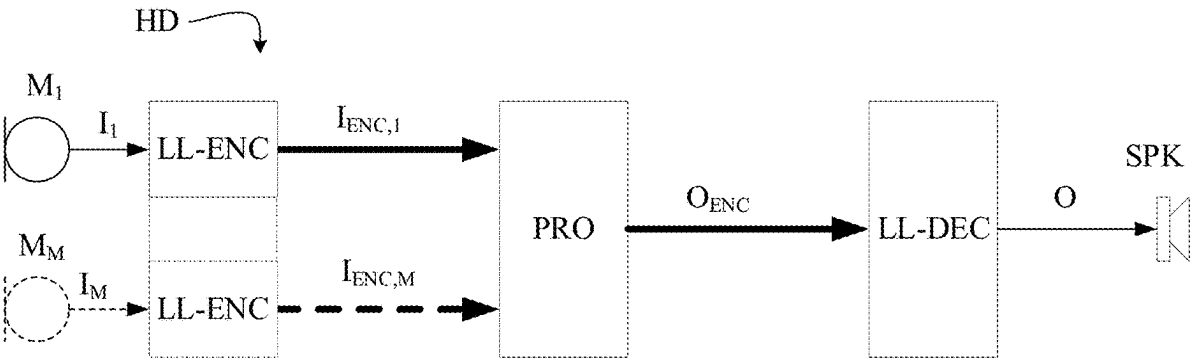 HD
M1
I1
LL-ENC
IENC,1
SPK
PRO
OENC
LL-DEC
O
MM
IM
LL-ENC
IENC,M